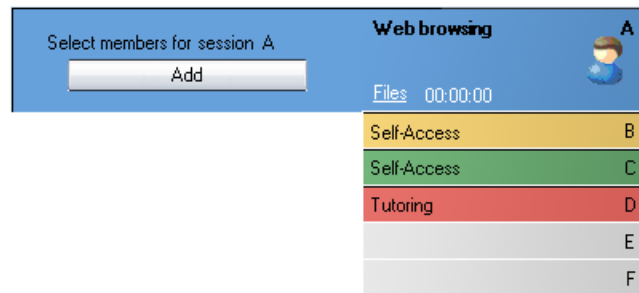 Select members for session A
Add
Web browsing A
Files 00:00:00
Self-Access B
Self-Access C
Tutoring D
E
F